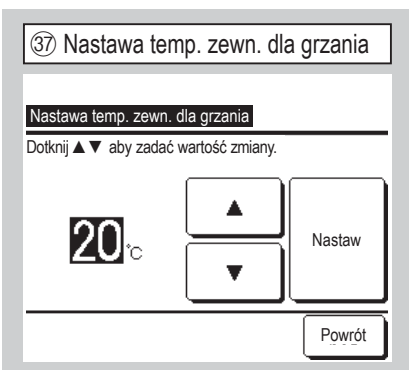 ㊲ Nastawa temp. zewn. dla grzania
Nastawa temp. zewn. dla grzania
Dotknij ▲▼ aby zadać wartość zmiany.
20°C
▲
Nastaw
▼
Powrót